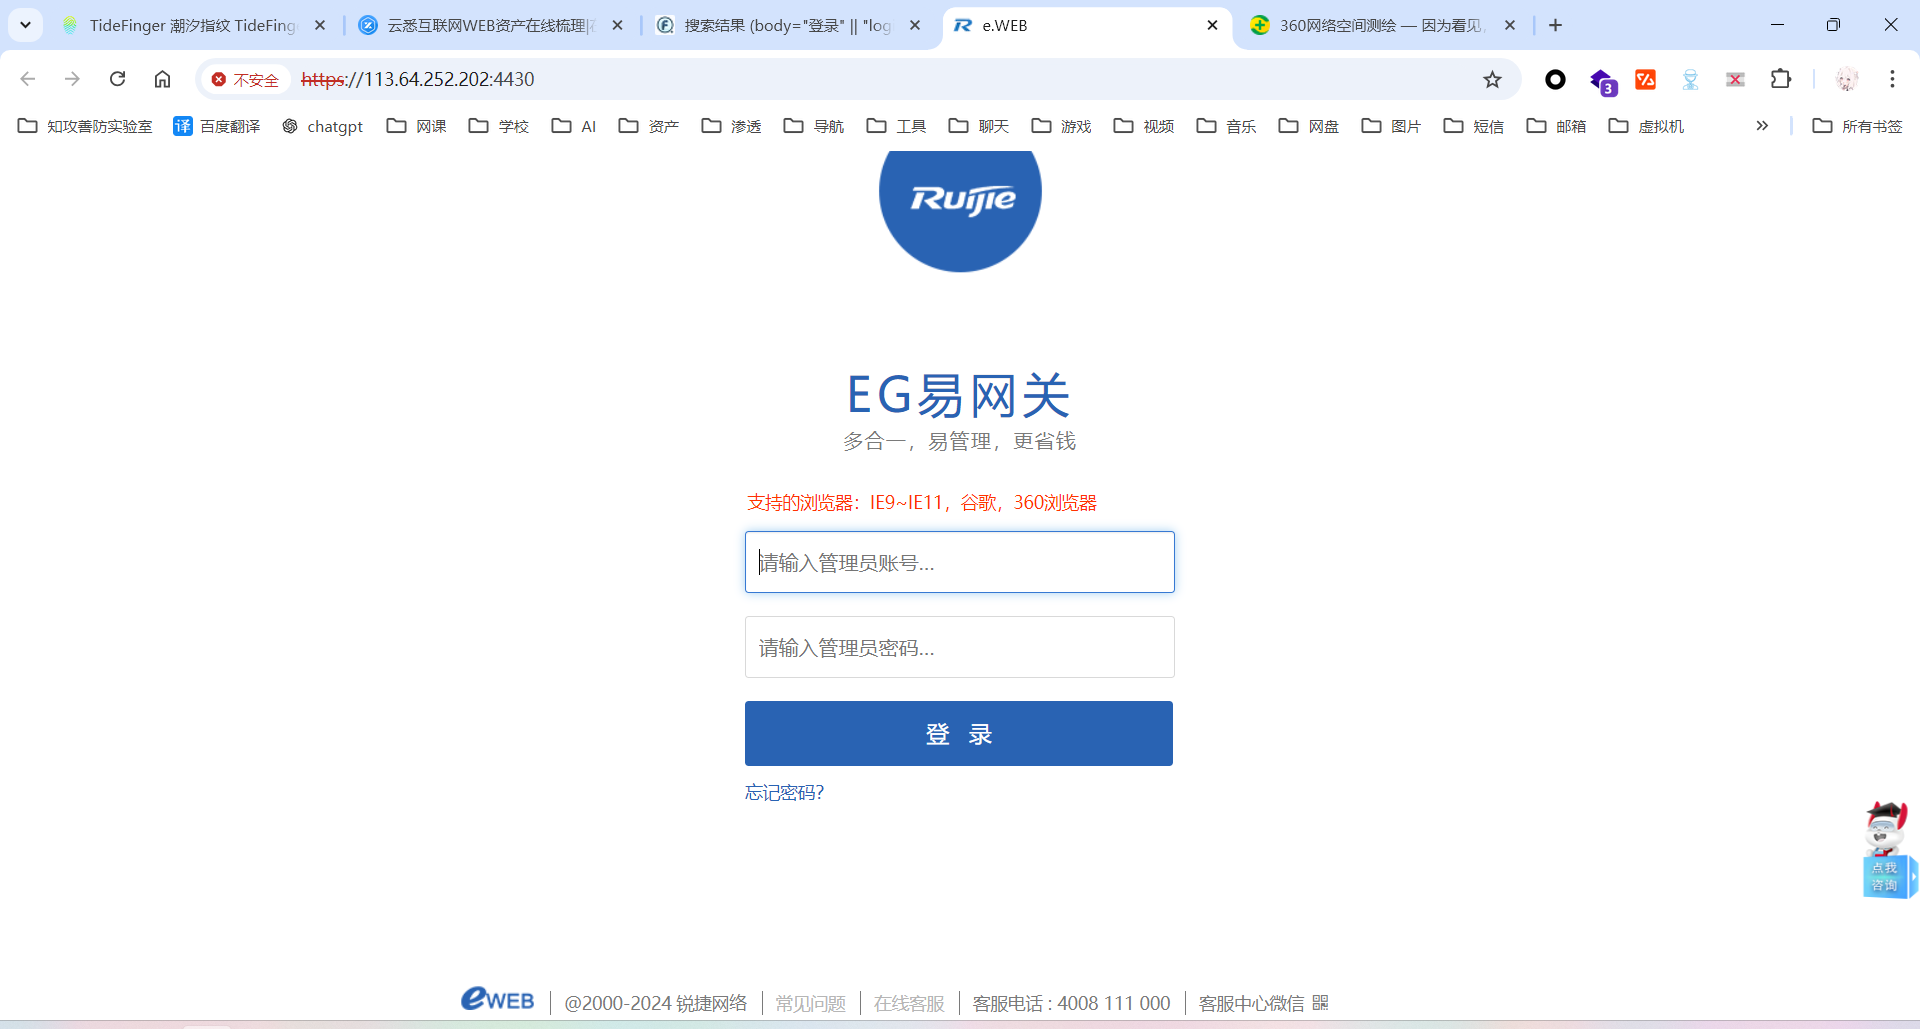 TideFinger 潮汐指纹 TideFing
云悉互联网WEB资产在线梳理|
搜索结果 (body="登录" || "log
e.WEB
360网络空间测绘 — 因为看见,
不安全
https://113.64.252.202:4430
3
知攻善防实验室
译 百度翻译
chatgpt
网课
学校
AI
资产
渗透
导航
工具
聊天
游戏
视频
音乐
网盘
图片
短信
邮箱
虚拟机
所有书签
Ruijie
EG易网关
多合一，易管理，更省钱
支持的浏览器：IE9~IE11，谷歌，360浏览器
请输入管理员账号...
请输入管理员密码...
登 录
忘记密码?
点我
咨询
eWEB
@2000-2024 锐捷网络
常见问题
在线客服
客服电话 : 4008 111 000
客服中心微信